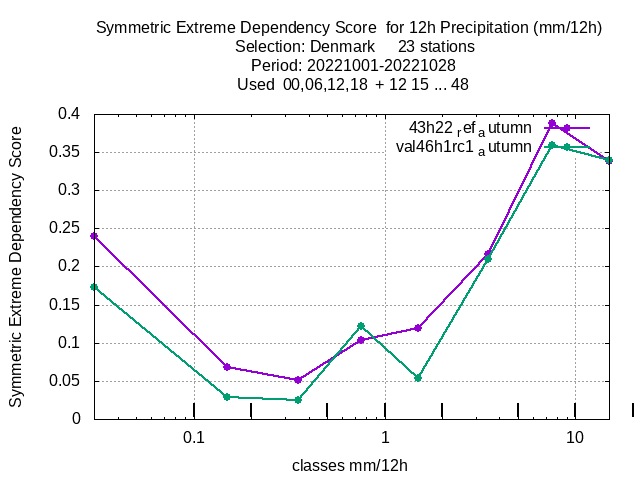 Symmetric Extreme Dependency Score  for 12h Precipitation (mm/12h)
Selection: Denmark     23 stations
Period: 20221001-20221028
Used  00,06,12,18  + 12 15 ... 48
43h22 ref autumn
val46h1rc1 autumn
0.4
0.35
0.3
0.25
0.2
0.15
0.1
0.05
0
Symmetric Extreme Dependency Score
0.1 1 10
classes mm/12h